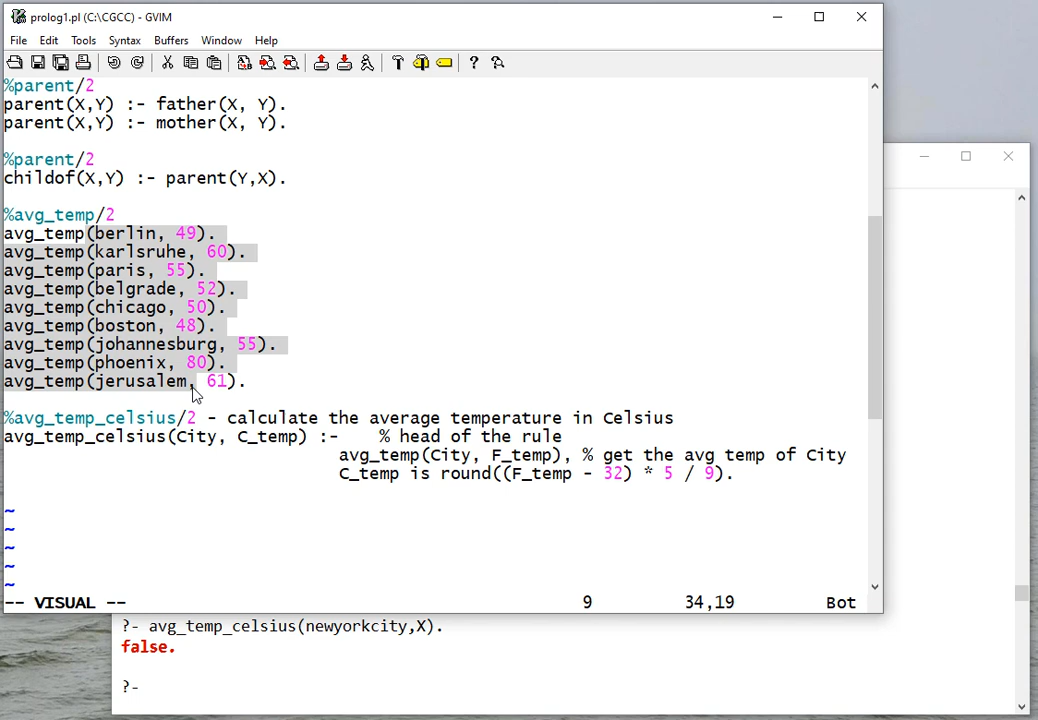 prolog1.pl (C:\CGCC) - GVIM
File Edit Tools Syntax Buffers Window Help
%parent/2
parent(X,Y) :- father(X, Y).
parent(X,Y) :- mother(X, Y).
%parent/2
childof(X,Y) :- parent(Y,X).
%avg_temp/2
avg_temp(berlin, 49).
avg_temp(karlsruhe, 60).
avg_temp(paris, 55).
avg_temp(belgrade, 52).
avg_temp(chicago, 50).
avg_temp(boston, 48).
avg_temp(johannesburg, 55).
avg_temp(phoenix, 80).
avg_temp(jerusalem, 61).
%avg_temp_celsius/2 - calculate the average temperature in Celsius
avg_temp_celsius(City, C_temp) :- % head of the rule
avg_temp(City, F_temp), % get the avg temp of City
C_temp is round((F_temp - 32) * 5 / 9).
~
~
~
~
~
-- VISUAL -- 9 34,19 Bot
?- avg_temp_celsius(newyorkcity,X).
false.
?-